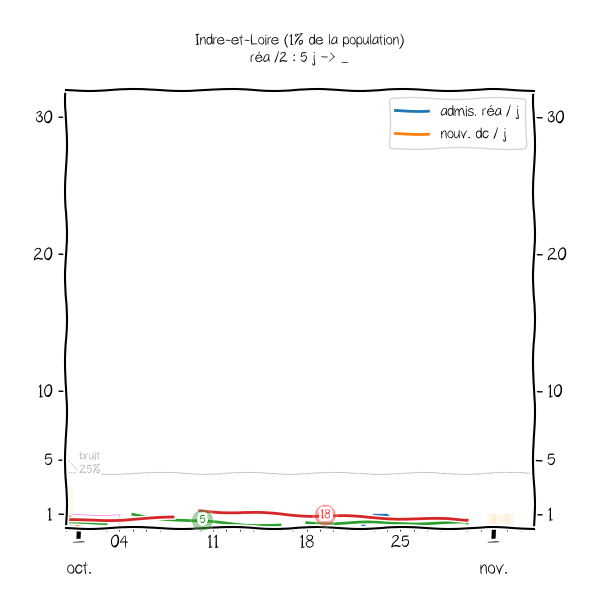 Indre-et-Loire (1% de la population)
réa /2 : 5 j -> _
admis. réa / j
nouv. dc / j
30
30
20
20
10
10
5
5
bruit
25%
1
1
5
18
04
11
18
25
oct.
nov.